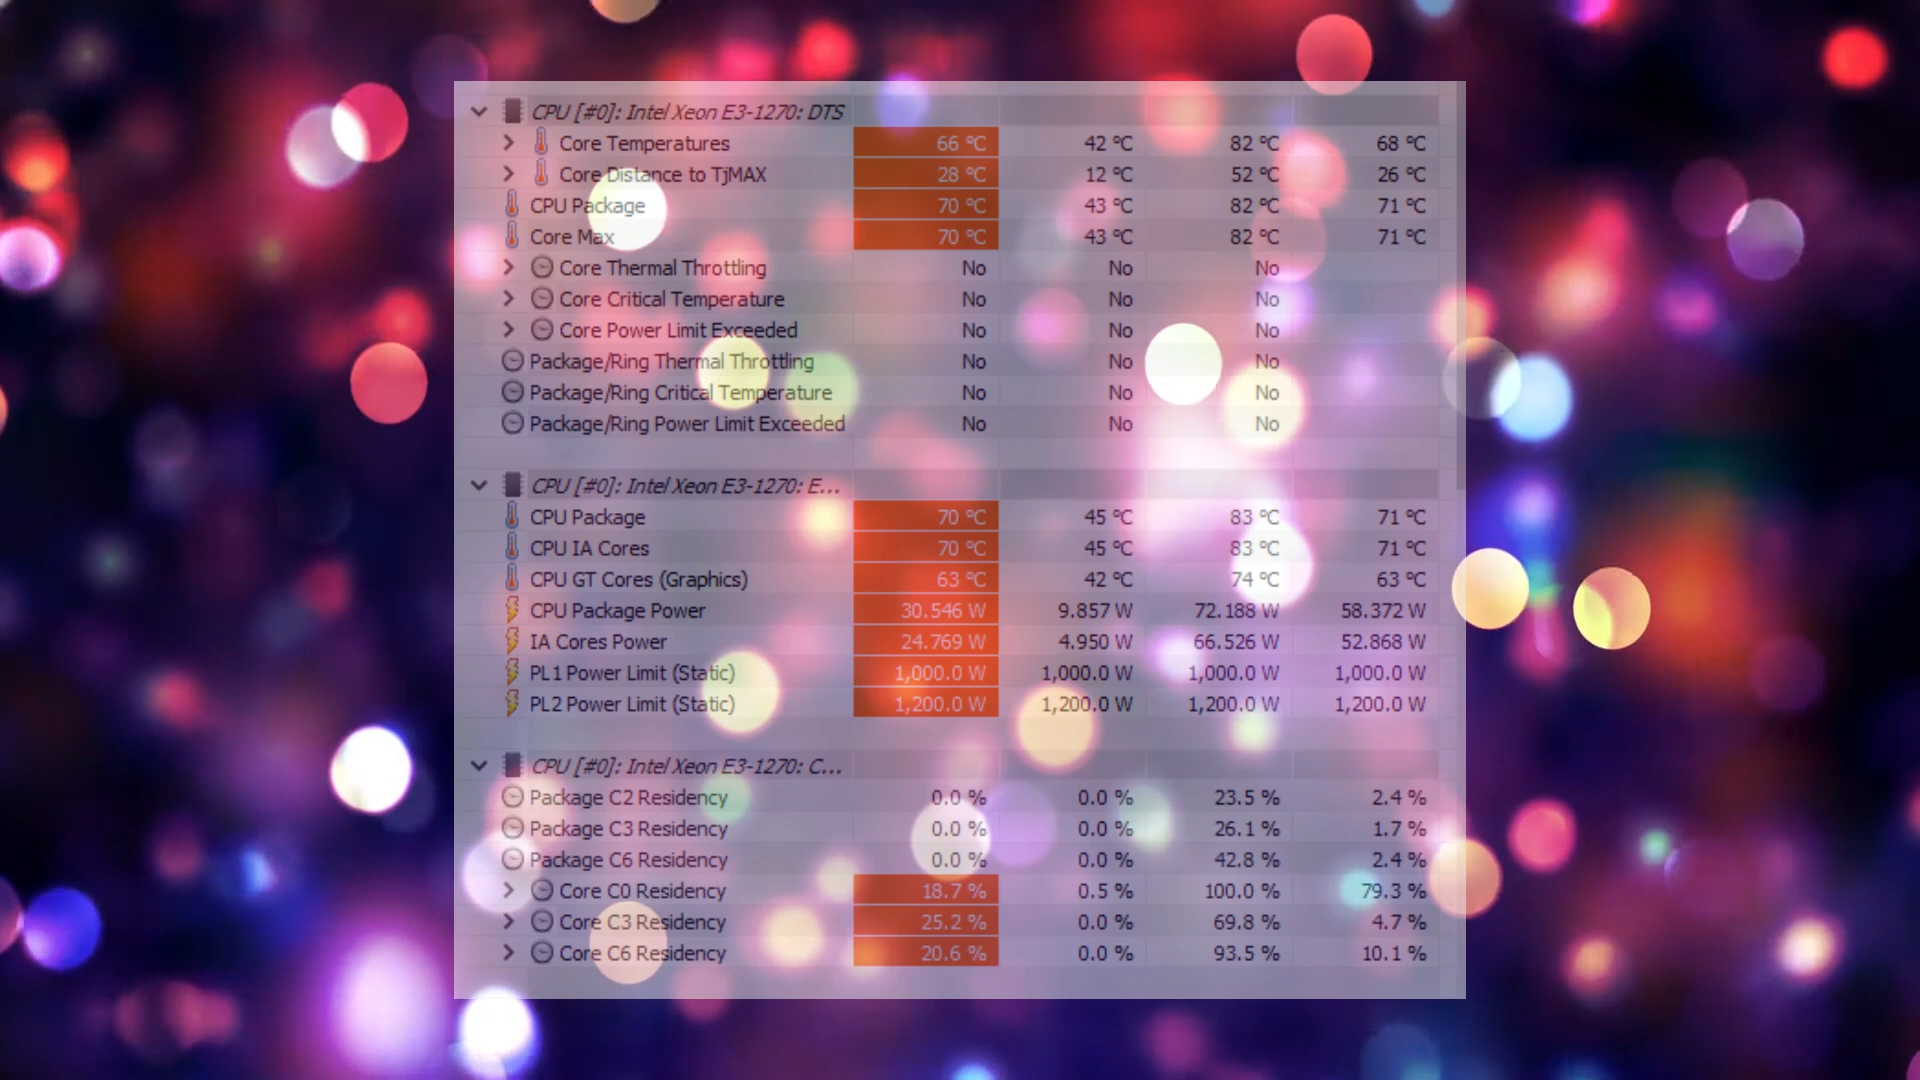 CPU [#0]: Intel Xeon E3-1270: DTS
Core Temperatures 66 °C 42 °C 82 °C 68 °C
Core Distance to TjMAX 28 °C 12 °C 52 °C 26 °C
CPU Package 70 °C 43 °C 82 °C 71 °C
Core Max 70 °C 43 °C 82 °C 71 °C
Core Thermal Throttling No No No
Core Critical Temperature No No No
Core Power Limit Exceeded No No No
Package/Ring Thermal Throttling No No No
Package/Ring Critical Temperature No No No
Package/Ring Power Limit Exceeded No No No
CPU [#0]: Intel Xeon E3-1270: E...
CPU Package 70 °C 45 °C 83 °C 71 °C
CPU IA Cores 70 °C 45 °C 83 °C 71 °C
CPU GT Cores (Graphics) 63 °C 42 °C 74 °C 63 °C
CPU Package Power 30.546 W 9.857 W 72.188 W 58.372 W
IA Cores Power 24.769 W 4.950 W 66.526 W 52.868 W
PL1 Power Limit (Static) 1,000.0 W 1,000.0 W 1,000.0 W 1,000.0 W
PL2 Power Limit (Static) 1,200.0 W 1,200.0 W 1,200.0 W 1,200.0 W
CPU [#0]: Intel Xeon E3-1270: C...
Package C2 Residency 0.0 % 0.0 % 23.5 % 2.4 %
Package C3 Residency 0.0 % 0.0 % 26.1 % 1.7 %
Package C6 Residency 0.0 % 0.0 % 42.8 % 2.4 %
Core C0 Residency 18.7 % 0.5 % 100.0 % 79.3 %
Core C3 Residency 25.2 % 0.0 % 69.8 % 4.7 %
Core C6 Residency 20.6 % 0.0 % 93.5 % 10.1 %